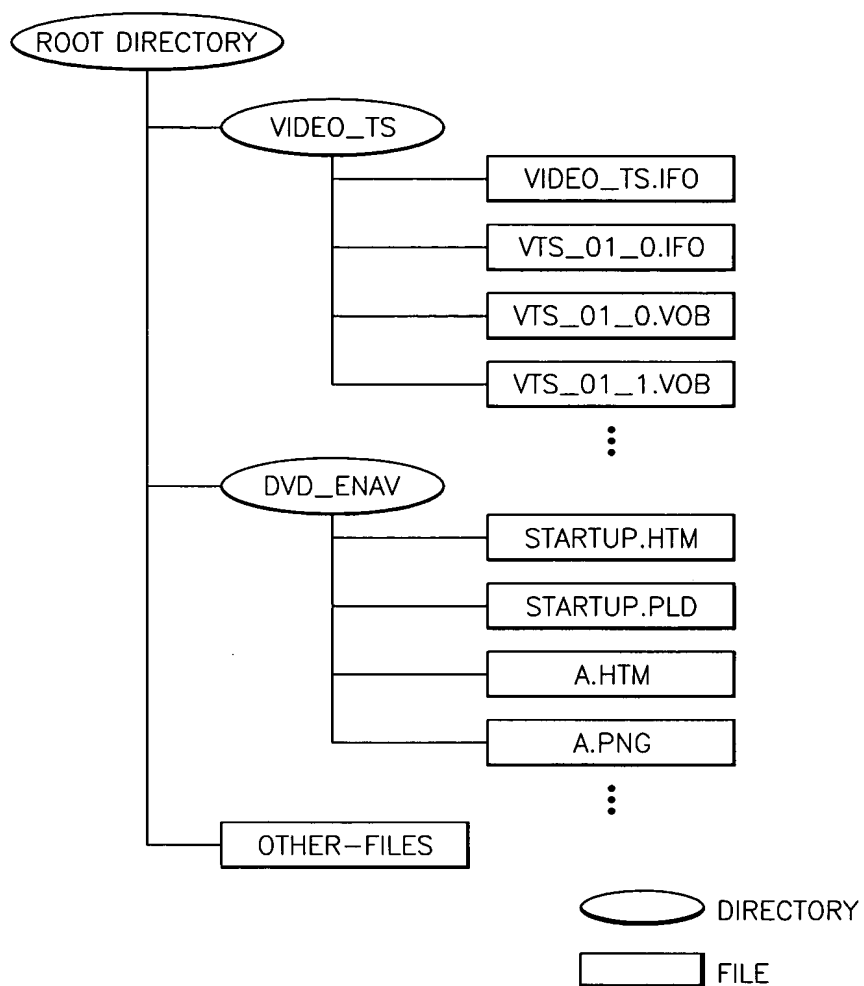 ROOT DIRECTORY
VIDEO_TS
VIDEO_TS.IFO
VTS_01_0.IFO
VTS_01_0.VOB
VTS_01_1.VOB
DVD_ENAV
STARTUP.HTM
STARTUP.PLD
A.HTM
A.PNG
OTHER-FILES
DIRECTORY
FILE